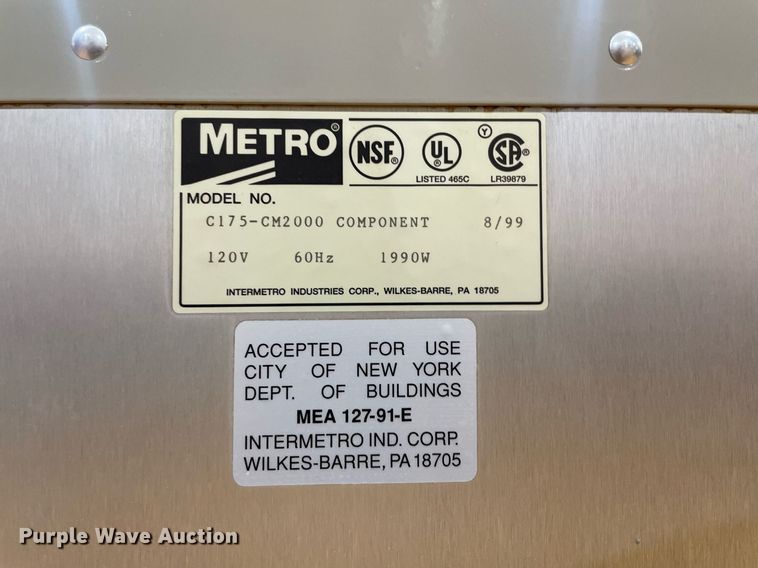 METRO®
NSF®
UL®
LISTED 465C
Y
SA®
LR39879
MODEL NO.
C175-CM2000 COMPONENT 8/99
120V 60Hz 1990W
INTERMETRO INDUSTRIES CORP., WILKES-BARRE, PA 18705
ACCEPTED FOR USE
CITY OF NEW YORK
DEPT. OF BUILDINGS
MEA 127-91-E
INTERMETRO IND. CORP.
WILKES-BARRE, PA 18705
Purple Wave Auction